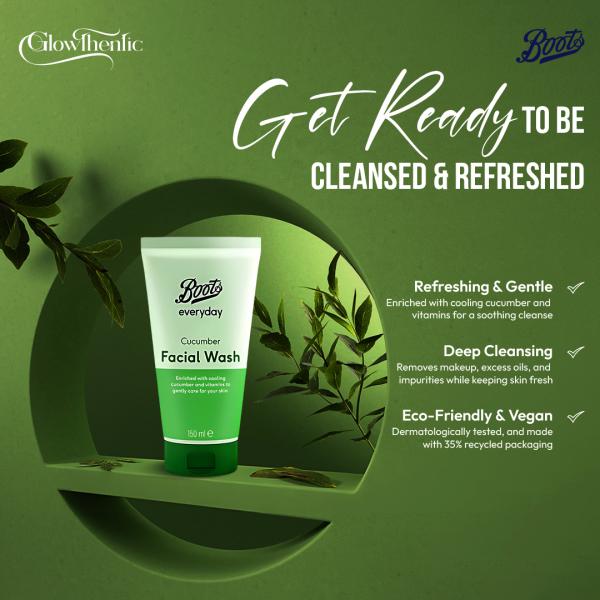 GlowThentic
Boots
Get Ready TO BE
CLEANSED & REFRESHED
Boots
everyday
Cucumber
Facial Wash
Enriched with cooling
cucumber and vitamins to
gently care for your skin
150 ml ℮
Refreshing & Gentle
Enriched with cooling cucumber and
vitamins for a soothing cleanse
Deep Cleansing
Removes makeup, excess oils, and
impurities while keeping skin fresh
Eco-Friendly & Vegan
Dermatologically tested, and made
with 35% recycled packaging